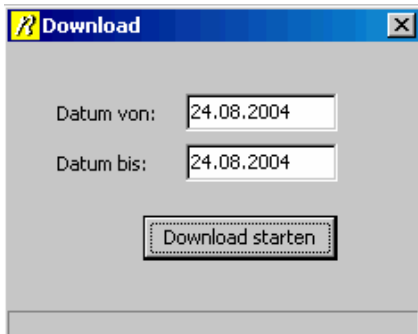 Download
Datum von: 24.08.2004
Datum bis: 24.08.2004
Download starten